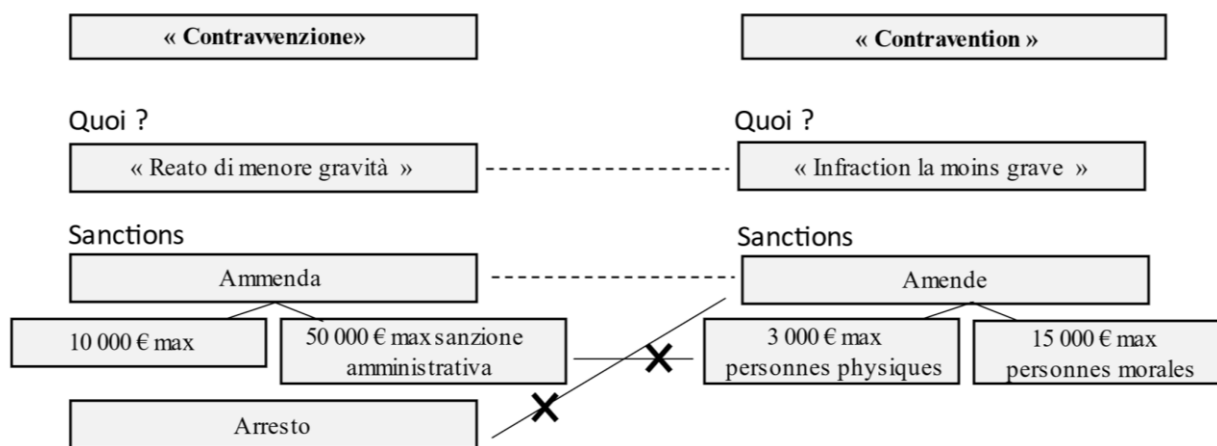 « Contravvenzione»
« Contravention »
Quoi ?
Quoi ?
« Reato di menore gravità »
« Infraction la moins grave »
Sanctions
Sanctions
Ammenda
Amende
10 000 € max
50 000 € max sanzione
amministrativa
3 000 € max
personnes physiques
15 000 € max
personnes morales
Arresto